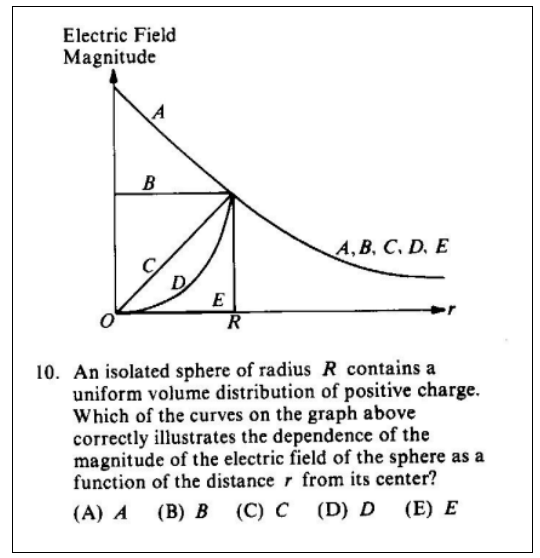 Electric Field
Magnitude
A
B
A, B, C, D, E
C
D
E
O
R
r
10. An isolated sphere of radius R contains a
uniform volume distribution of positive charge.
Which of the curves on the graph above
correctly illustrates the dependence of the
magnitude of the electric field of the sphere as a
function of the distance r from its center?
(A) A (B) B (C) C (D) D (E) E